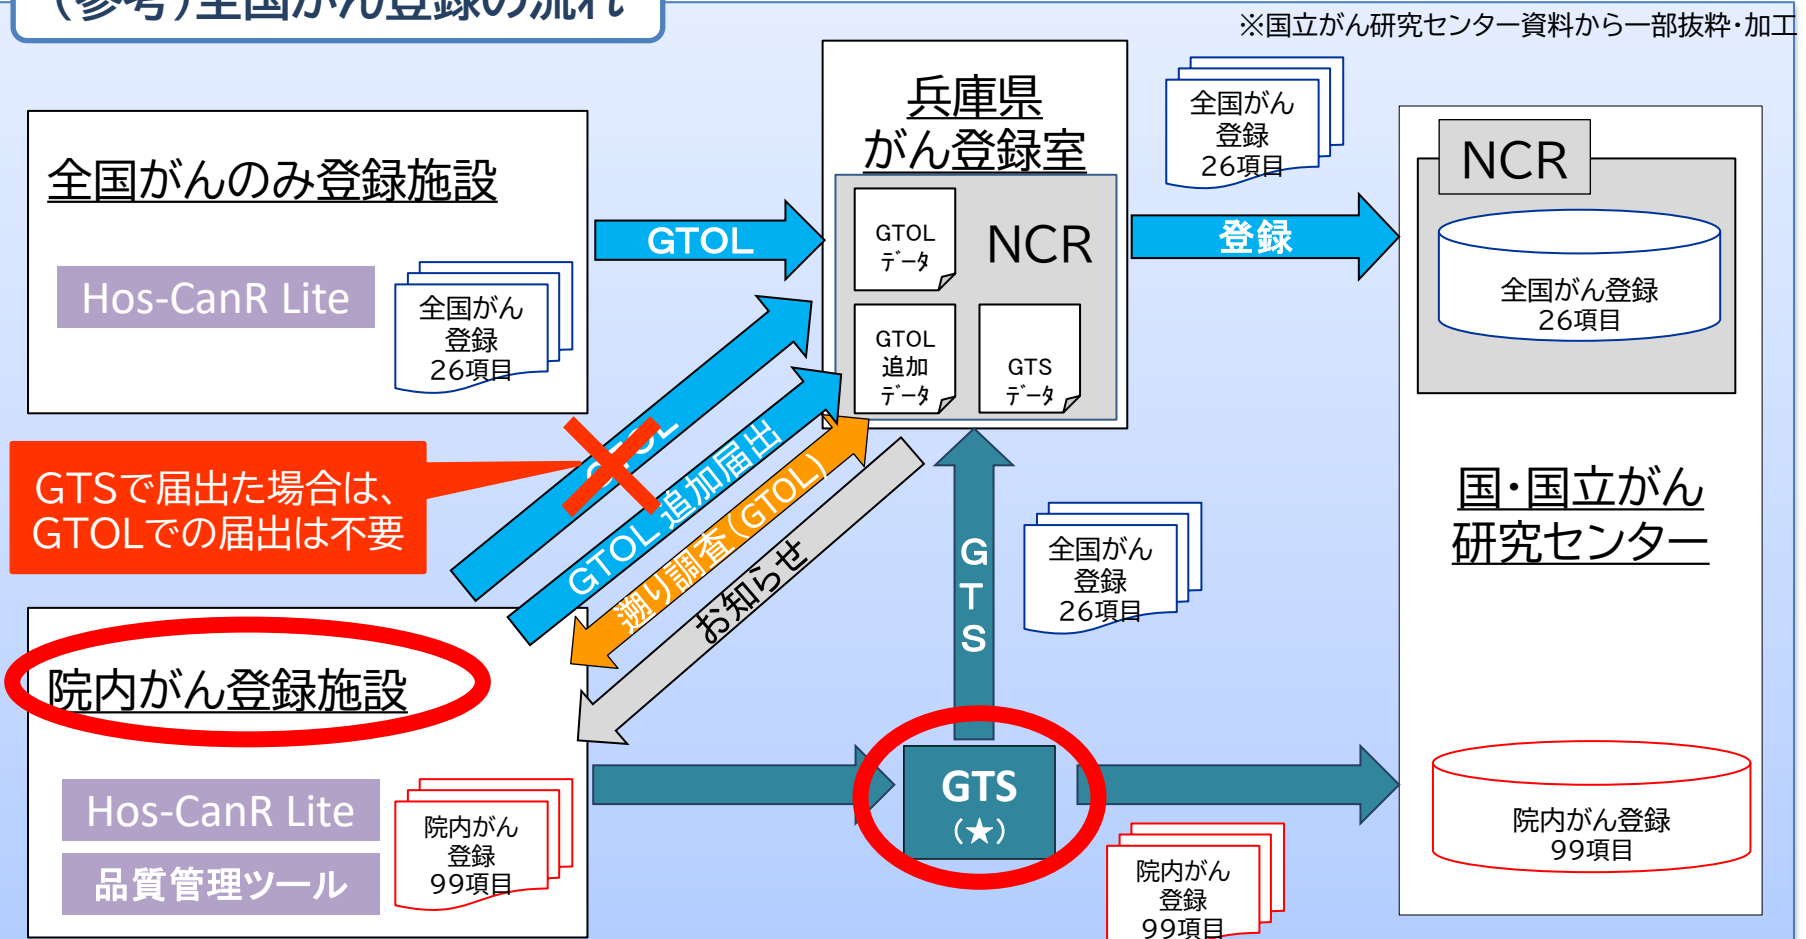 (参考)全国がん登録の流れ
※国立がん研究センター資料から一部抜粋・加工
全国がんのみ登録施設
Hos-CanR Lite
全国がん
登録
26項目
GTOL
兵庫県
がん登録室
GTOL
データ
NCR
GTOL
追加
データ
GTS
データ
全国がん
登録
26項目
登録
NCR
全国がん登録
26項目
国・国立がん
研究センター
院内がん登録
99項目
GTSで届出た場合は、
GTOLでの届出は不要
GTOL
GTOL 追加届出
遡り調査(GTOL)
お知らせ
GTS
全国がん
登録
26項目
院内がん登録施設
Hos-CanR Lite
品質管理ツール
院内がん
登録
99項目
GTS
(★)
院内がん
登録
99項目